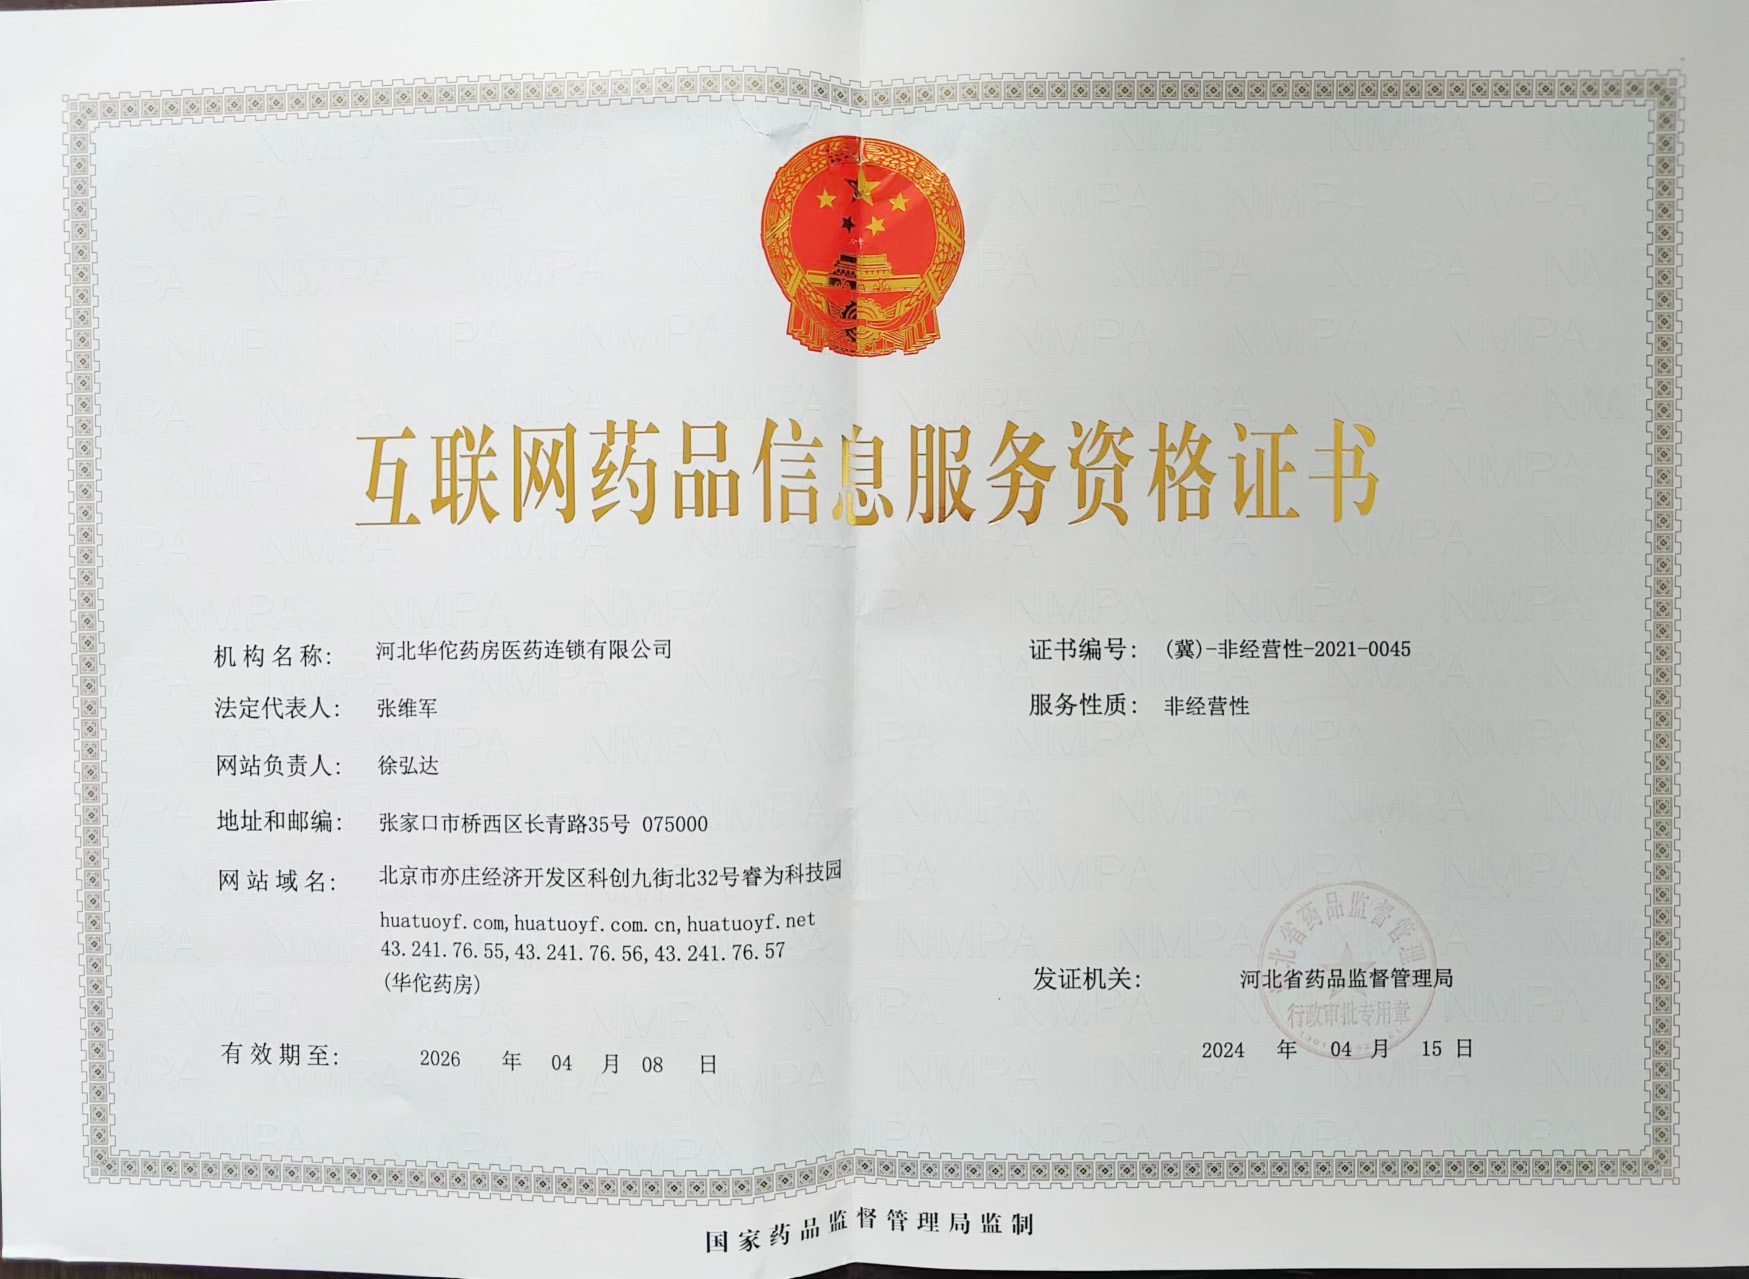 互联网药品信息服务资格证书
机构名称: 河北华佗药房医药连锁有限公司
证书编号: (冀)-非经营性-2021-0045
法定代表人: 张维军
服务性质: 非经营性
网站负责人: 徐弘达
地址和邮编: 张家口市桥西区长青路35号 075000
网站域名: 北京市亦庄经济开发区科创九街北32号睿为科技园
huatuoyf.com,huatuoyf.com.cn,huatuoyf.net
43.241.76.55,43.241.76.56,43.241.76.57
(华佗药房)
发证机关: 河北省药品监督管理局
行政审批专用章
有效期至: 2026 年 04 月 08 日
2024 年 04 月 15 日
国家药品监督管理局监制
NMPA